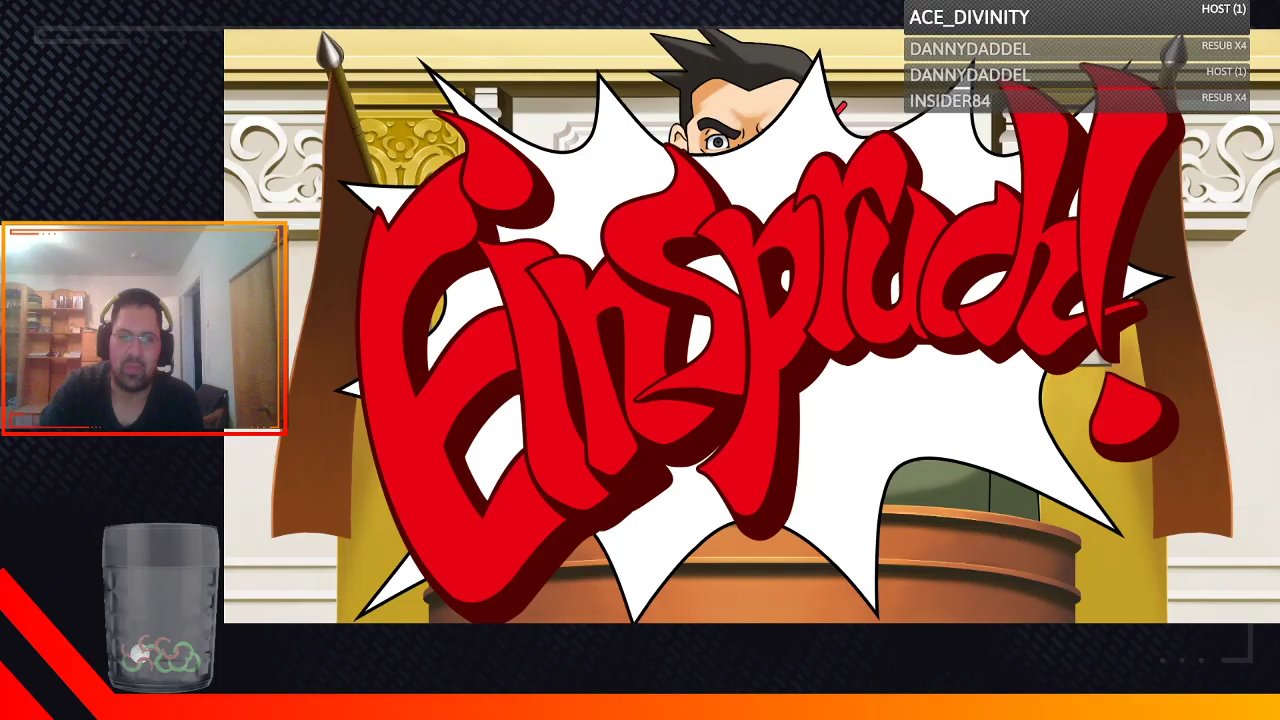 ACE_DIVINITY HOST (1)
DANNYDADDEL RESUB X4
DANNYDADDEL HOST (1)
INSIDER84 RESUB X4
Einspruch!